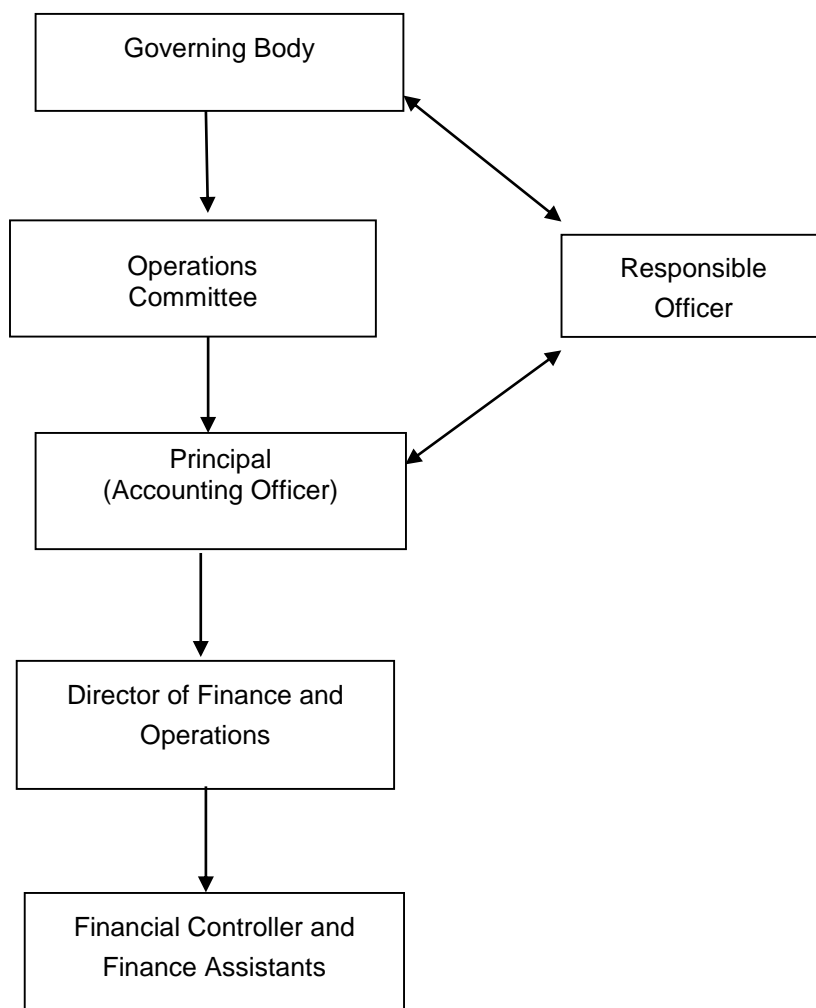 Governing Body
Operations
Committee
Responsible
Officer
Principal
(Accounting Officer)
Director of Finance and
Operations
Financial Controller and
Finance Assistants